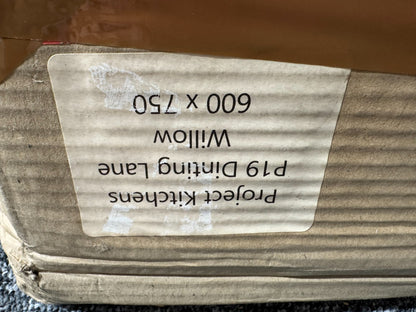 Project Kitchens
P19 Dinting Lane
Willow
600 x 750